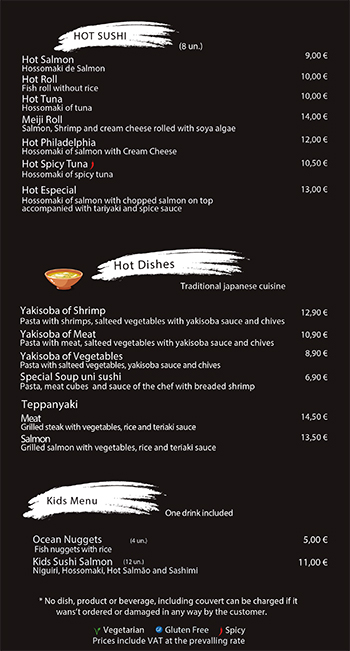 HOT SUSHI
(8 un.)
Hot Salmon 9,00 €
Hossomaki de Salmon
Hot Roll 10,00 €
Fish roll without rice
Hot Tuna 10,00 €
Hossomaki of tuna
Meiji Roll 14,00 €
Salmon, Shrimp and cream cheese rolled with soya algae
Hot Philadelphia 12,00 €
Hossomaki of salmon with Cream Cheese
Hot Spicy Tuna 10,50 €
Hossomaki of spicy tuna
Hot Especial 13,00 €
Hossomaki of salmon with chopped salmon on top
accompanied with tariyaki and spice sauce
Hot Dishes
Traditional japanese cuisine
Yakisoba of Shrimp 12,90 €
Pasta with shrimps, salteed vegetables with yakisoba sauce and chives
Yakisoba of Meat 10,90 €
Pasta with meat, salteed vegetables with yakisoba sauce and chives
Yakisoba of Vegetables 8,90 €
Pasta with salteed vegetables, yakisoba sauce and chives
Special Soup uni sushi 6,90 €
Pasta, meat cubes and sauce of the chef with breaded shrimp
Teppanyaki
Meat 14,50 €
Grilled steak with vegetables, rice and teriaki sauce
Salmon 13,50 €
Grilled salmon with vegetables, rice and teriaki sauce
Kids Menu
One drink included
Ocean Nuggets (4 un.) 5,00 €
Fish nuggets with rice
Kids Sushi Salmon (12 un.) 11,00 €
Niguiri, Hossomaki, Hot Salmão and Sashimi
* No dish, product or beverage, including couvert can be charged if it
wans't ordered or damaged in any way by the customer.
Vegetarian Gluten Free Spicy
Prices include VAT at the prevalling rate